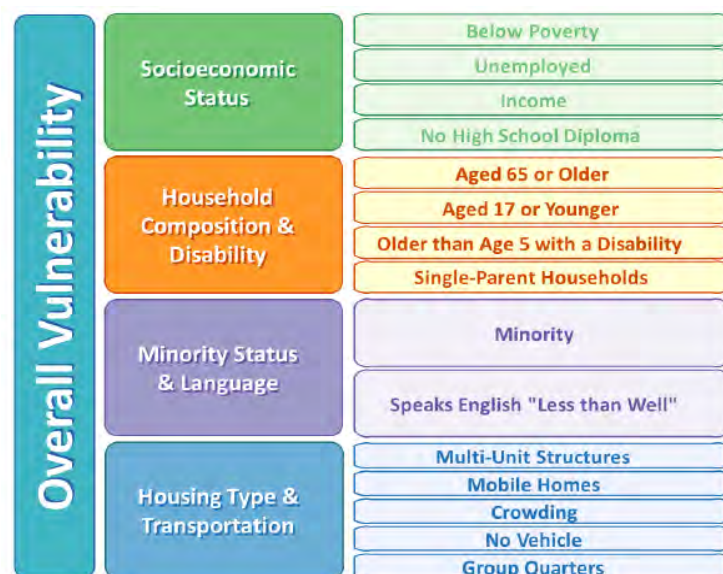 Overall Vulnerability
Socioeconomic
Status
Below Poverty
Unemployed
Income
No High School Diploma
Household
Composition &
Disability
Aged 65 or Older
Aged 17 or Younger
Older than Age 5 with a Disability
Single-Parent Households
Minority Status
& Language
Minority
Speaks English "Less than Well"
Housing Type &
Transportation
Multi-Unit Structures
Mobile Homes
Crowding
No Vehicle
Group Quarters